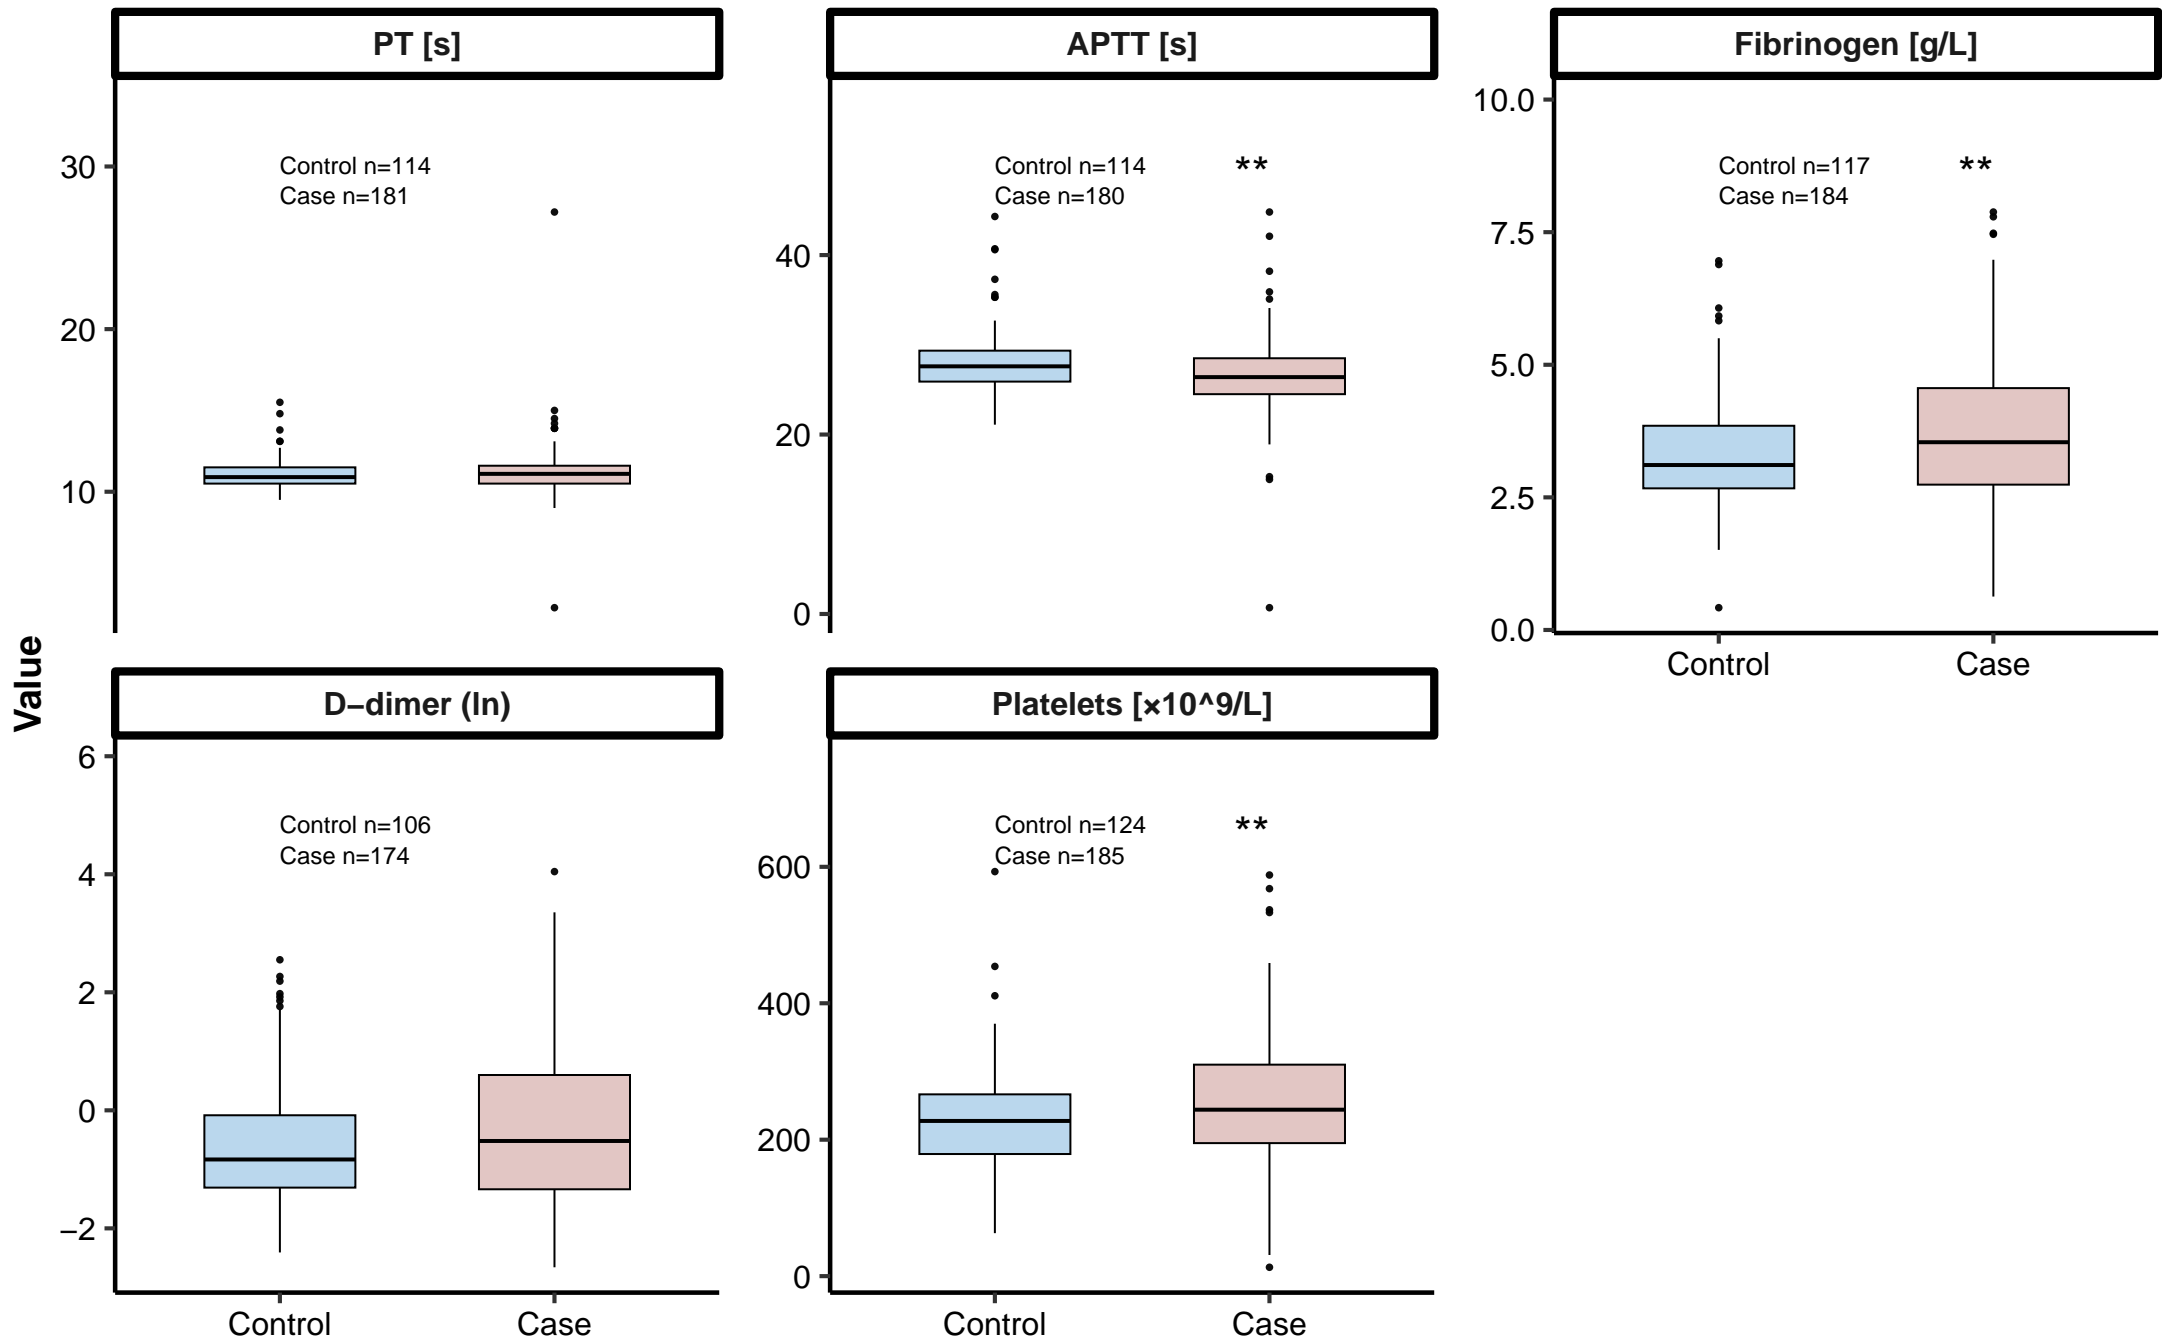 PT [s]
30
20
10
Control n=114
Case n=181
APTT [s]
40
20
0
Control n=114
Case n=180
**
Fibrinogen [g/L]
10.0
7.5
5.0
2.5
0.0
Control n=117
Case n=184
**
Control
Case
Value
D–dimer (ln)
6
4
2
0
–2
Control n=106
Case n=174
Control
Case
Platelets [×10^9/L]
600
400
200
0
Control n=124
Case n=185
**
Control
Case